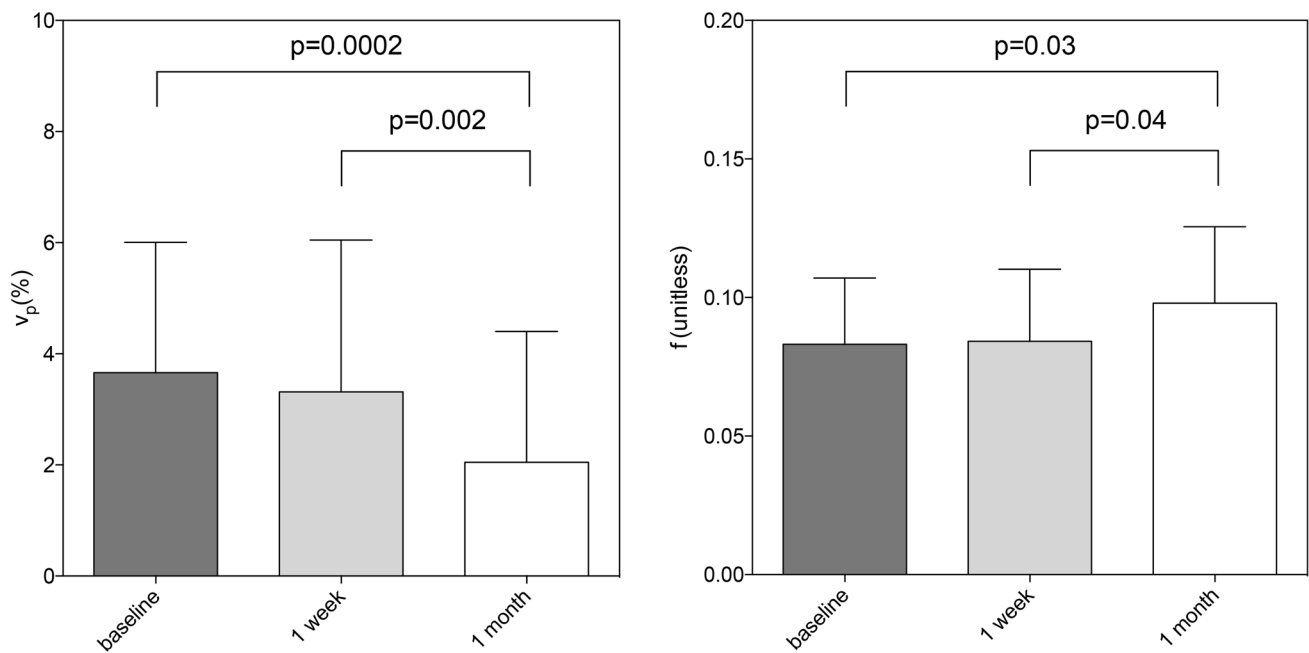 10
8
6
4
2
0
vp(%)
p=0.0002
p=0.002
baseline
1 week
1 month
0.20
0.15
0.10
0.05
0.00
f (unitless)
p=0.03
p=0.04
baseline
1 week
1 month